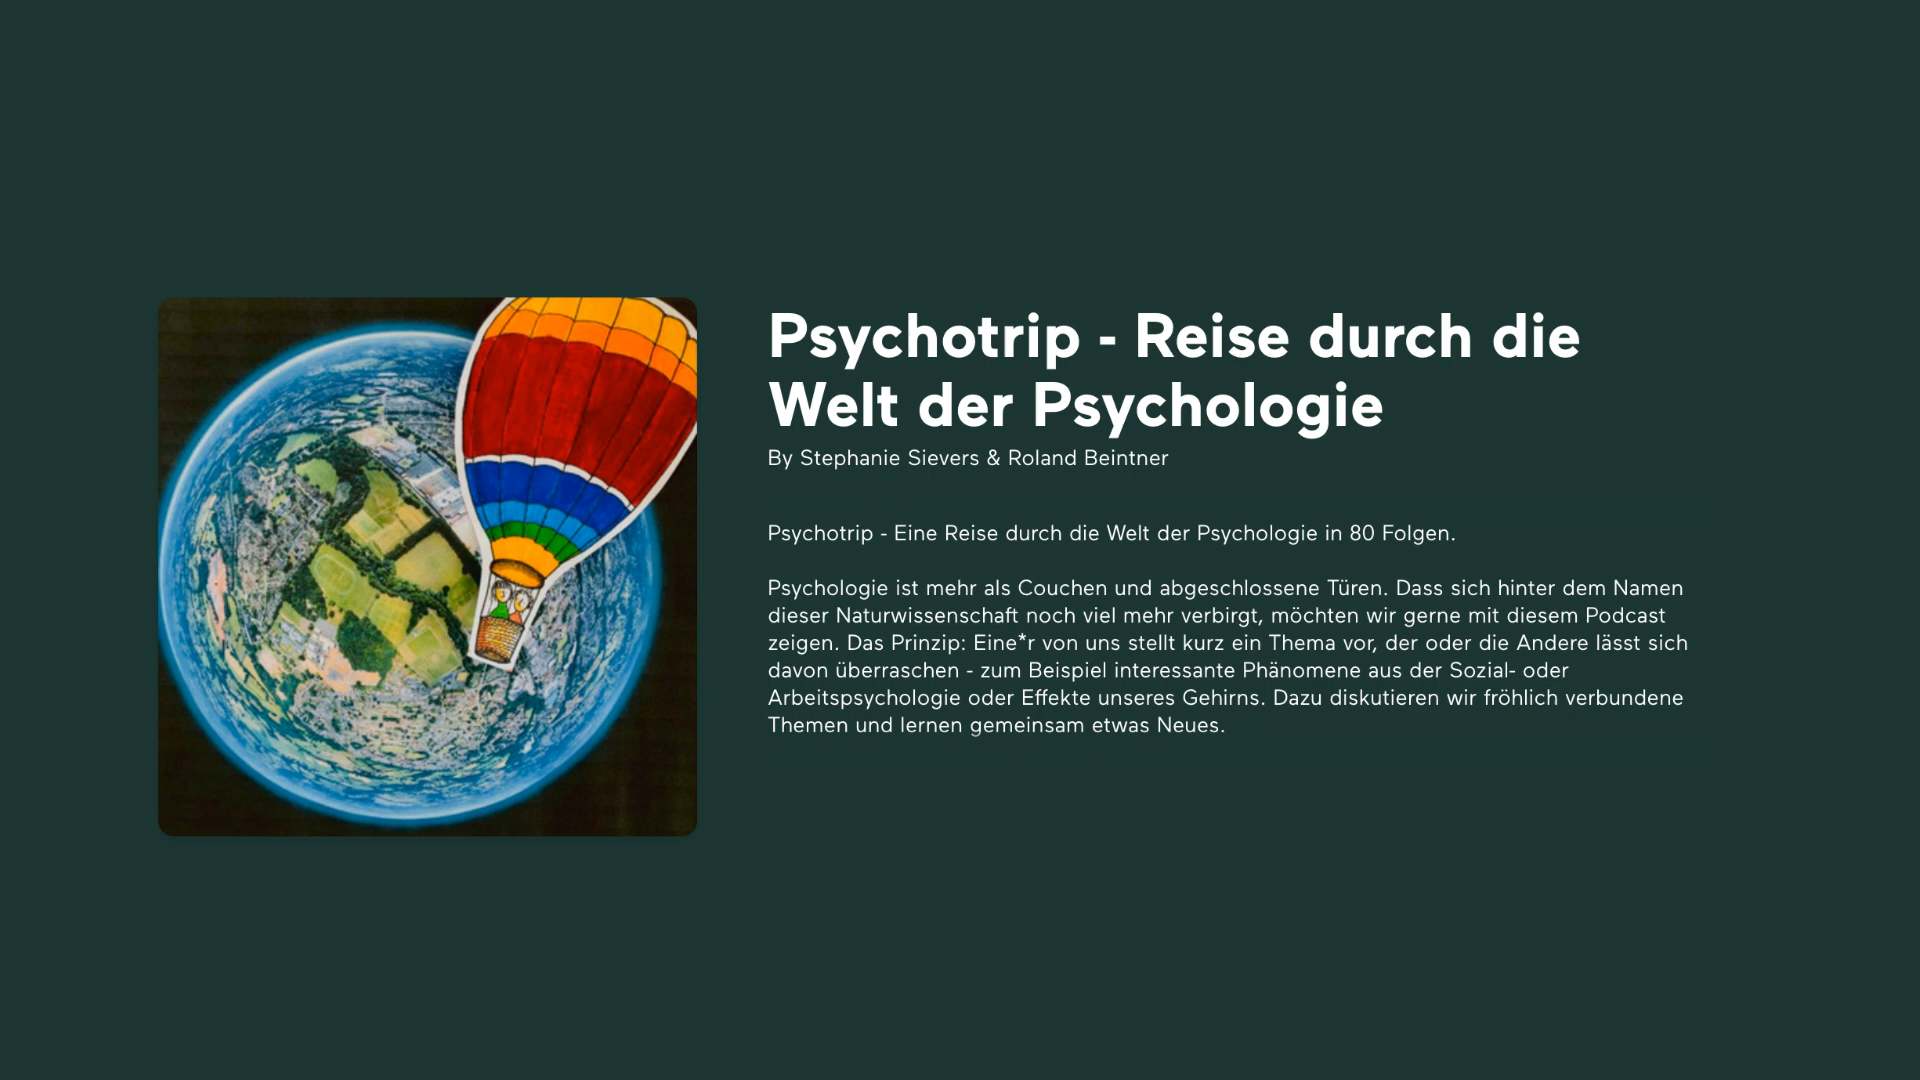 Psychotrip - Reise durch die
Welt der Psychologie
By Stephanie Sievers & Roland Beintner
Psychotrip - Eine Reise durch die Welt der Psychologie in 80 Folgen.
Psychologie ist mehr als Couchen und abgeschlossene Türen. Dass sich hinter dem Namen
dieser Naturwissenschaft noch viel mehr verbirgt, möchten wir gerne mit diesem Podcast
zeigen. Das Prinzip: Eine*r von uns stellt kurz ein Thema vor, der oder die Andere lässt sich
davon überraschen - zum Beispiel interessante Phänomene aus der Sozial- oder
Arbeitspsychologie oder Effekte unseres Gehirns. Dazu diskutieren wir fröhlich verbundene
Themen und lernen gemeinsam etwas Neues.